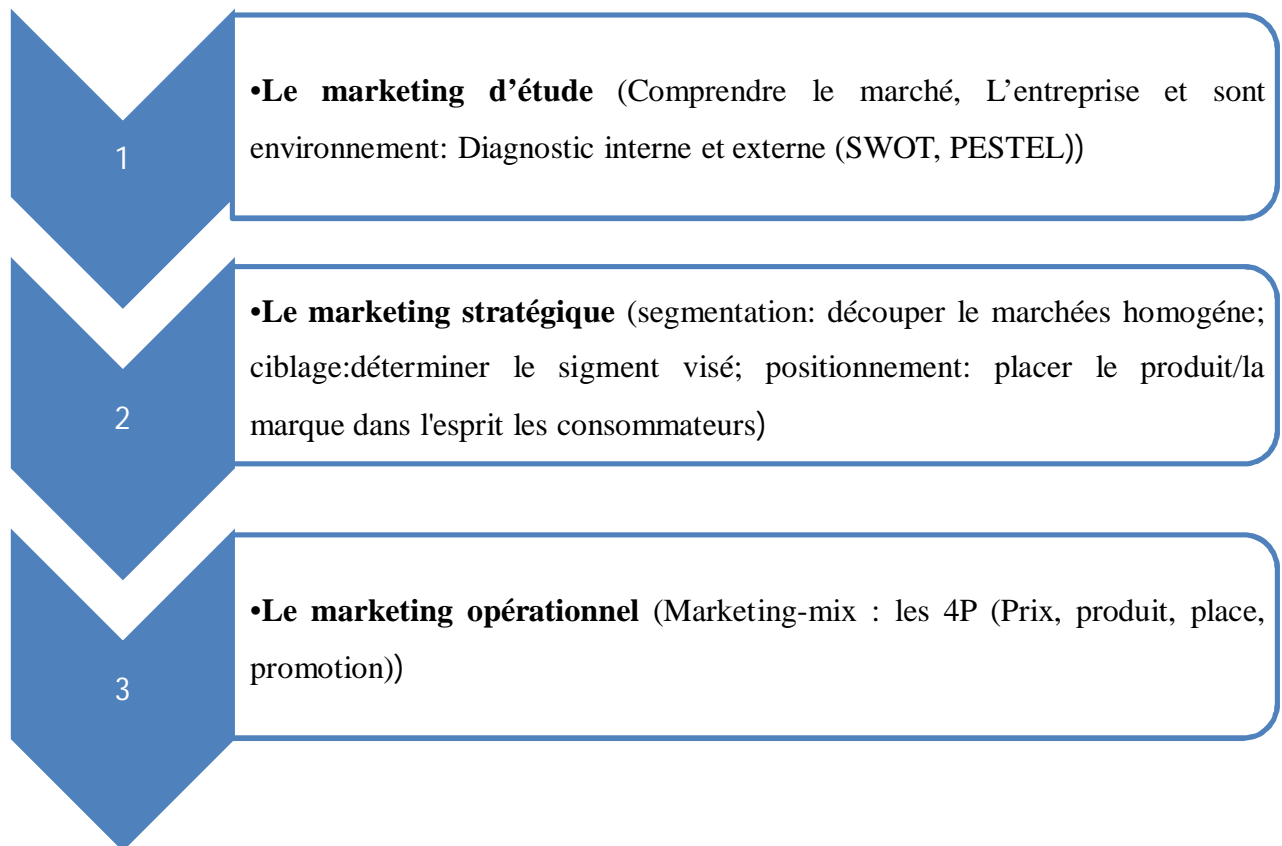 1
•Le marketing d’étude (Comprendre le marché, L’entreprise et sont
environnement: Diagnostic interne et externe (SWOT, PESTEL))
2
•Le marketing stratégique (segmentation: découper le marchées homogéne;
ciblage:déterminer le sigment visé; positionnement: placer le produit/la
marque dans l'esprit les consommateurs)
3
•Le marketing opérationnel (Marketing-mix : les 4P (Prix, produit, place,
promotion))